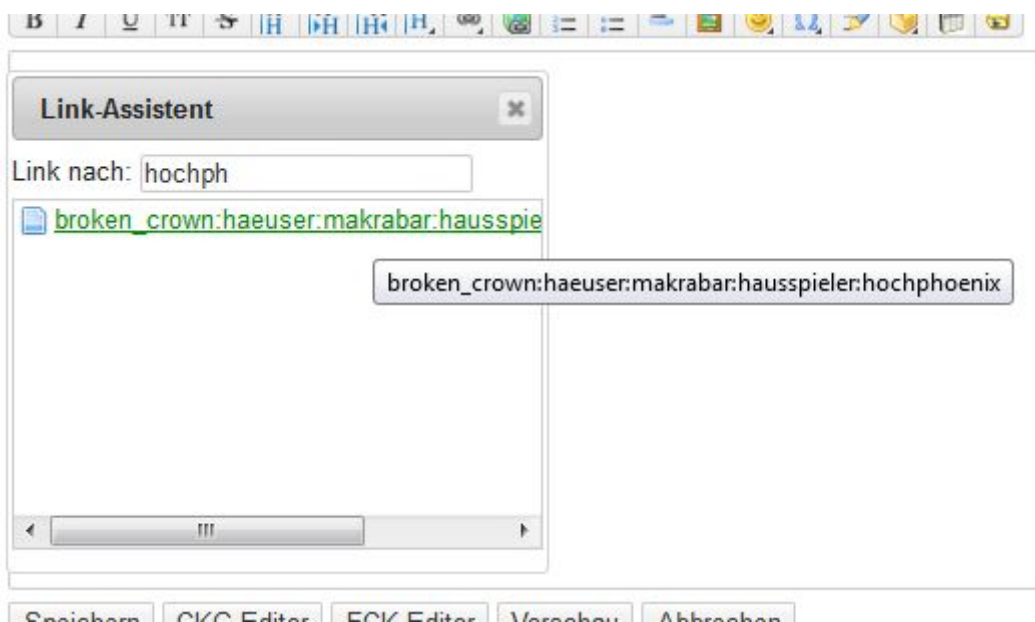 B I U TT S H H H H
Link-Assistent
Link nach: hochph
broken_crown:haeuser:makrabar:hausspie
broken_crown:haeuser:makrabar:hausspieler:hochphoenix
Speichern CKG Editor FCK Editor Vorschau Abbrechen